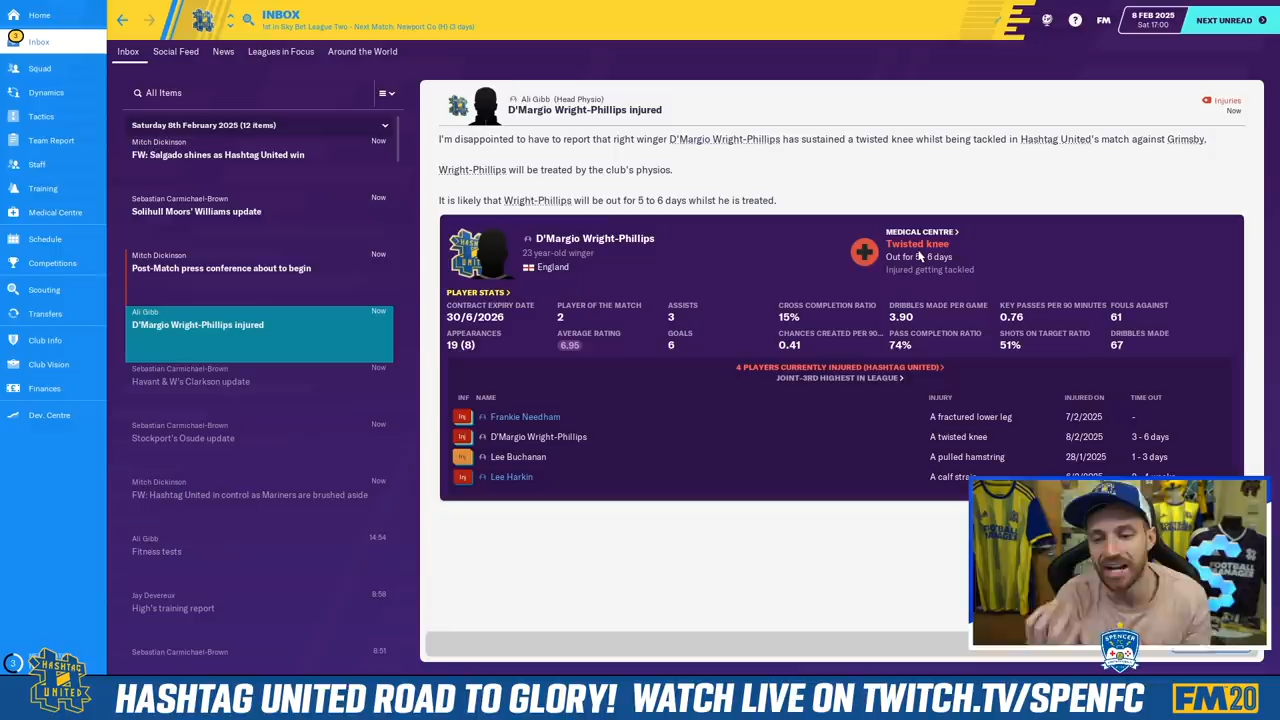 INBOX
1st in Sky Bet League Two - Next Match, Newport Co (H) (3 days)
FM
8 FEB 2025
Sat 17:00
NEXT UNREAD
Home
3
Inbox
Squad
Dynamics
Tactics
Team Report
Staff
Training
Medical Centre
Schedule
Competitions
Scouting
Transfers
Club Info
Club Vision
Finances
Dev. Centre
Inbox
Social Feed
News
Leagues in Focus
Around the World
All Items
Saturday 8th February 2025 (12 items)
Mitch Dickinson Now
FW: Salgado shines as Hashtag United win
Sebastian Carmichael-Brown Now
Solihull Moors' Williams update
Mitch Dickinson Now
Post-Match press conference about to begin
Ali Gibb Now
D'Margio Wright-Phillips injured
Sebastian Carmichael-Brown Now
Havant & W's Clarkson update
Sebastian Carmichael-Brown Now
Stockport's Osude update
Mitch Dickinson Now
FW: Hashtag United in control as Mariners are brushed aside
Ali Gibb 14:54
Fitness tests
Jay Devereux 8:58
High's training report
Sebastian Carmichael-Brown 8:51
Ali Gibb (Head Physio)
D'Margio Wright-Phillips injured
Injuries
Now
I'm disappointed to have to report that right winger D'Margio Wright-Phillips has sustained a twisted knee whilst being tackled in Hashtag United's match against Grimsby.
Wright-Phillips will be treated by the club's physios.
It is likely that Wright-Phillips will be out for 5 to 6 days whilst he is treated.
D'Margio Wright-Phillips
23 year-old winger
England
MEDICAL CENTRE >
Twisted knee
Out for 5 - 6 days
Injured getting tackled
PLAYER STATS >
CONTRACT EXPIRY DATE PLAYER OF THE MATCH ASSISTS CROSS COMPLETION RATIO DRIBBLES MADE PER GAME KEY PASSES PER 90 MINUTES FOULS AGAINST
30/6/2026 2 3 15% 3.90 0.76 61
APPEARANCES AVERAGE RATING GOALS CHANCES CREATED PER 90... PASS COMPLETION RATIO SHOTS ON TARGET RATIO DRIBBLES MADE
19 (8) 6.95 6 0.41 74% 51% 67
4 PLAYERS CURRENTLY INJURED (HASHTAG UNITED) >
JOINT-3RD HIGHEST IN LEAGUE >
INF NAME INJURY INJURED ON TIME OUT
Inj Frankie Needham A fractured lower leg 7/2/2025 -
Inj D'Margio Wright-Phillips A twisted knee 8/2/2025 3 - 6 days
Inj Lee Buchanan A pulled hamstring 28/1/2025 1 - 3 days
Inj Lee Harkin A calf strain
FOOTBALL
MANAGER
FOOTBALL
MANAGER
SPENCER
3
HASHTAG
UNITED
HASHTAG UNITED ROAD TO GLORY! WATCH LIVE ON TWITCH.TV/SPENFC
FM20